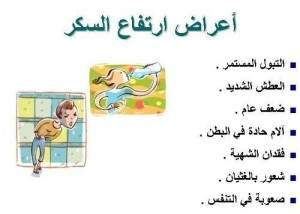 أعراض ارتفاع السكر
التبول المستمر .
العطش الشديد .
ضعف عام .
آلام حادة في البطن .
فقدان الشهية .
شعور بالغثيان .
صعوبة في التنفس .